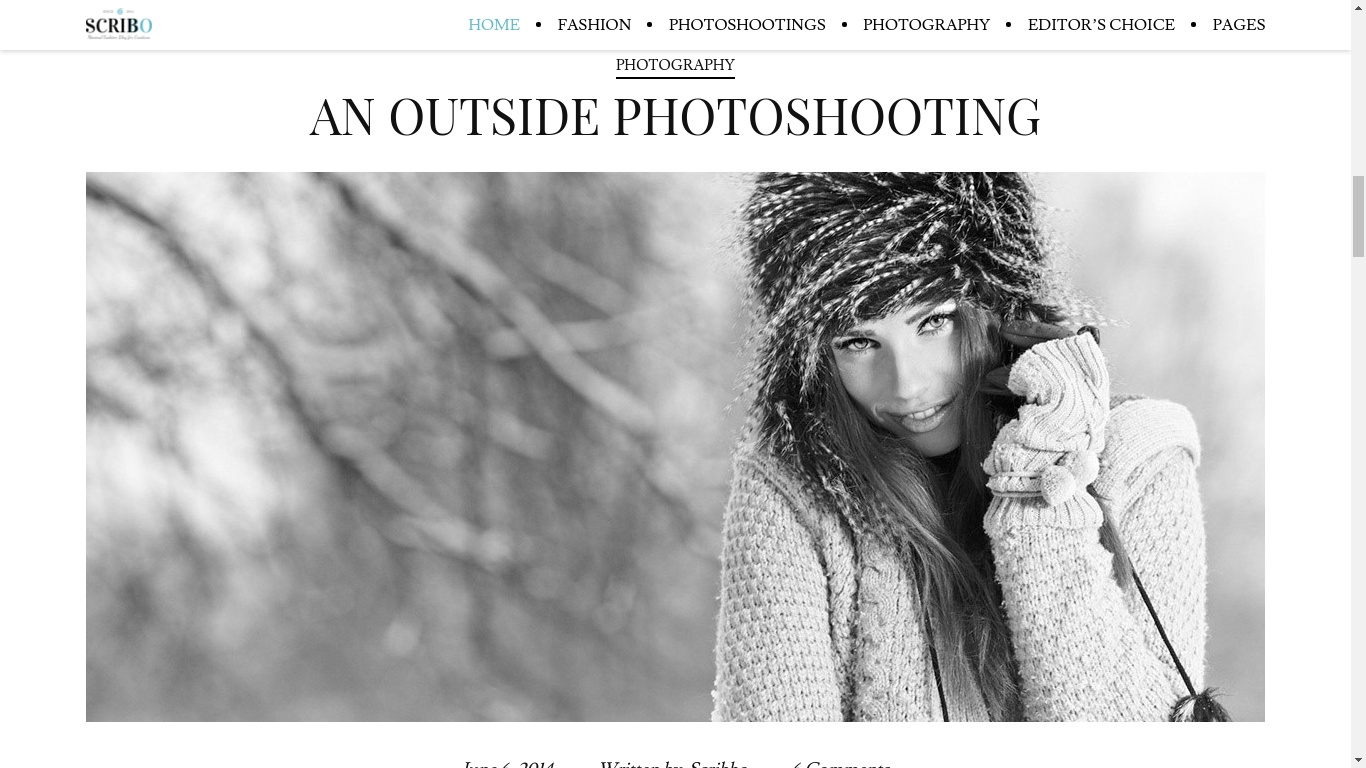 SCRIBO
HOME • FASHION • PHOTOSHOOTINGS • PHOTOGRAPHY • EDITOR’S CHOICE • PAGES
PHOTOGRAPHY
AN OUTSIDE PHOTOSHOOTING
June 6, 2014 Written by Scribbo 6 Comments